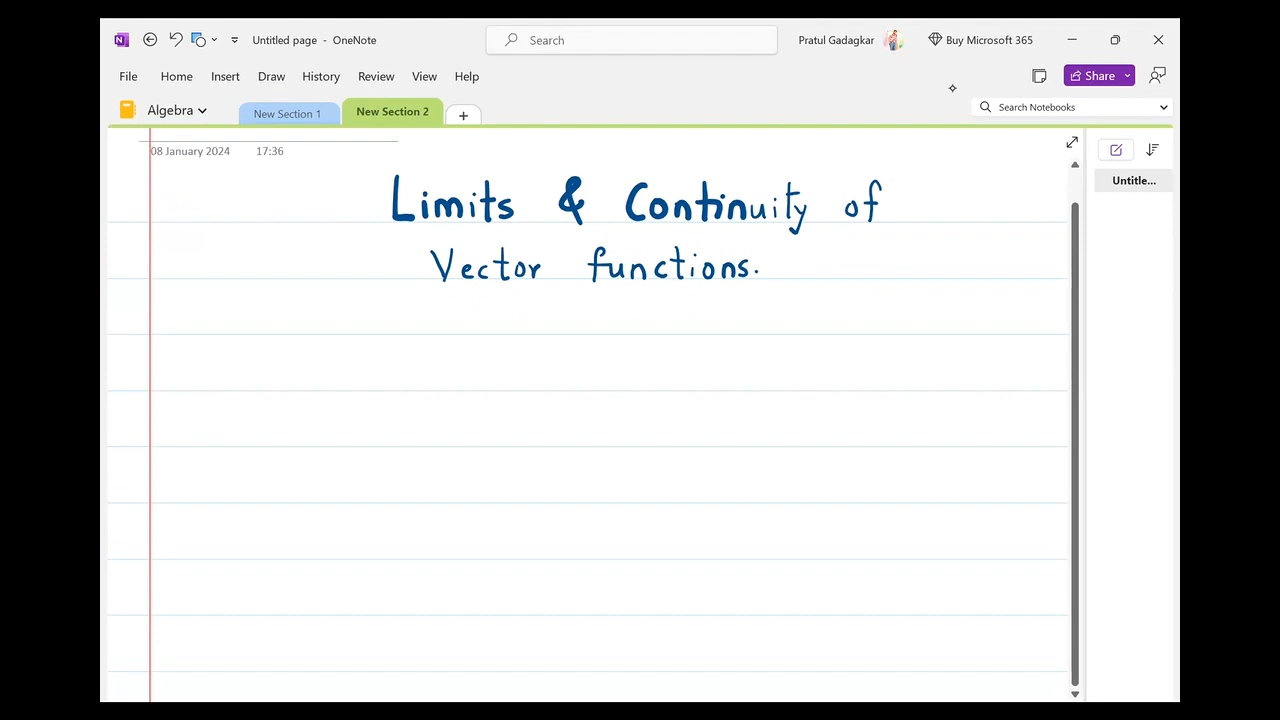 Untitled page - OneNote
Search
Pratul Gadagkar
Buy Microsoft 365
File Home Insert Draw History Review View Help
Share
Algebra
New Section 1
New Section 2
Search Notebooks
08 January 2024 17:36
Untitle...
Limits & Continuity of
Vector functions.